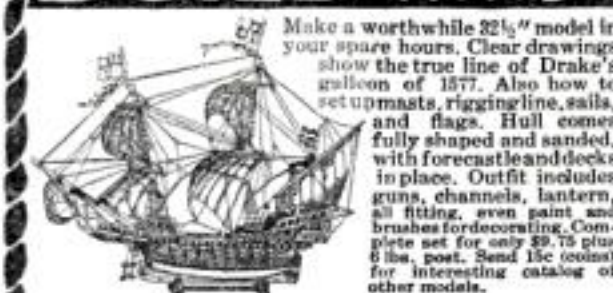 Make a worthwhile 32½" model in
your spare hours. Clear drawings
show the true line of Drake's
galleon of 1577. Also how to
set up masts, rigging line, sails
and flags. Hull comes
fully shaped and sanded,
with forecastle and decks
in place. Outfit includes
guns, channels, lantern,
all fitting, even paint and
brushes for decorating. Com-
plete set for only $9.75 plus
6 lbs. post. Send 15c (coins)
for interesting catalog of
other models.